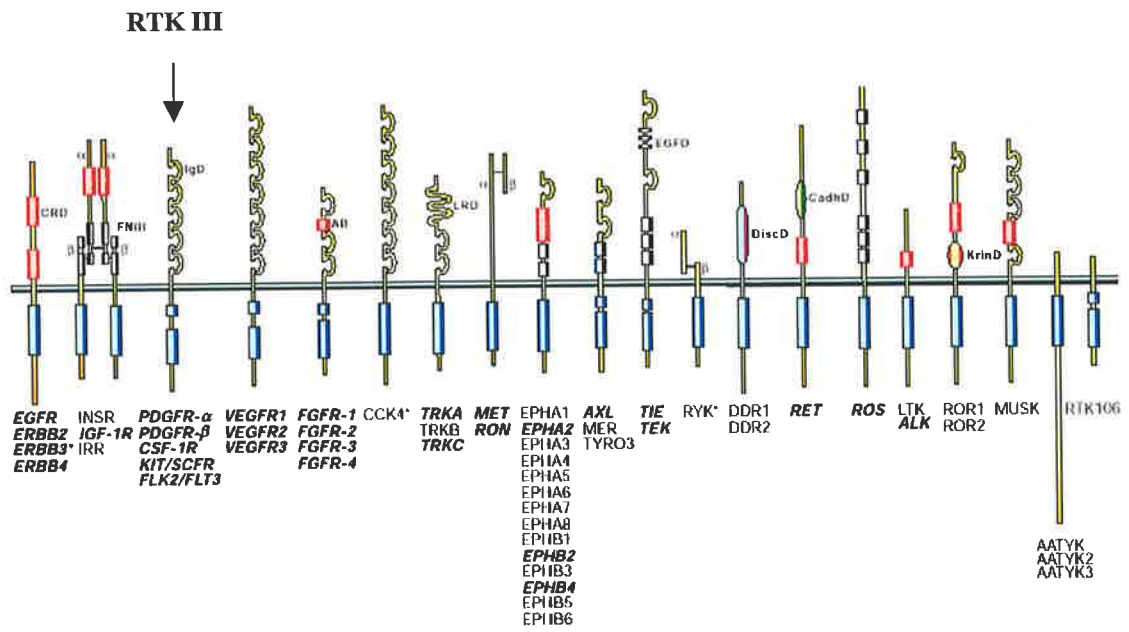 RTK III
α
α
EGFD
IgD
α
β
CRD
FNIII
AB
LRD
CadhD
α
β
β
β
DiscD
KrinD
EGFR
ERBB2
ERBB3*
ERBB4
INSR
IGF-1R
IRR
PDGFR-α
PDGFR-β
CSF-1R
KIT/SCFR
FLK2/FLT3
VEGFR1
VEGFR2
VEGFR3
FGFR-1
FGFR-2
FGFR-3
FGFR-4
CCK4*
TRKA
TRKB
TRKC
MET
RON
EPHA1
EPHA2
EPHA3
EPHA4
EPHA5
EPHA6
EPHA7
EPHA8
EPHB1
EPHB2
EPHB3
EPHB4
EPHB5
EPHB6
AXL
MER
TYRO3
TIE
TEK
RYK*
DDR1
DDR2
RET
ROS
LTK
ALK
ROR1
ROR2
MUSK
AATYK
AATYK2
AATYK3
RTK106